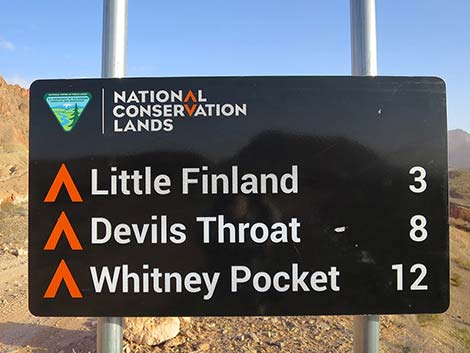 NATIONAL
CONSERVATION
LANDS
Little Finland 3
Devils Throat 8
Whitney Pocket 12